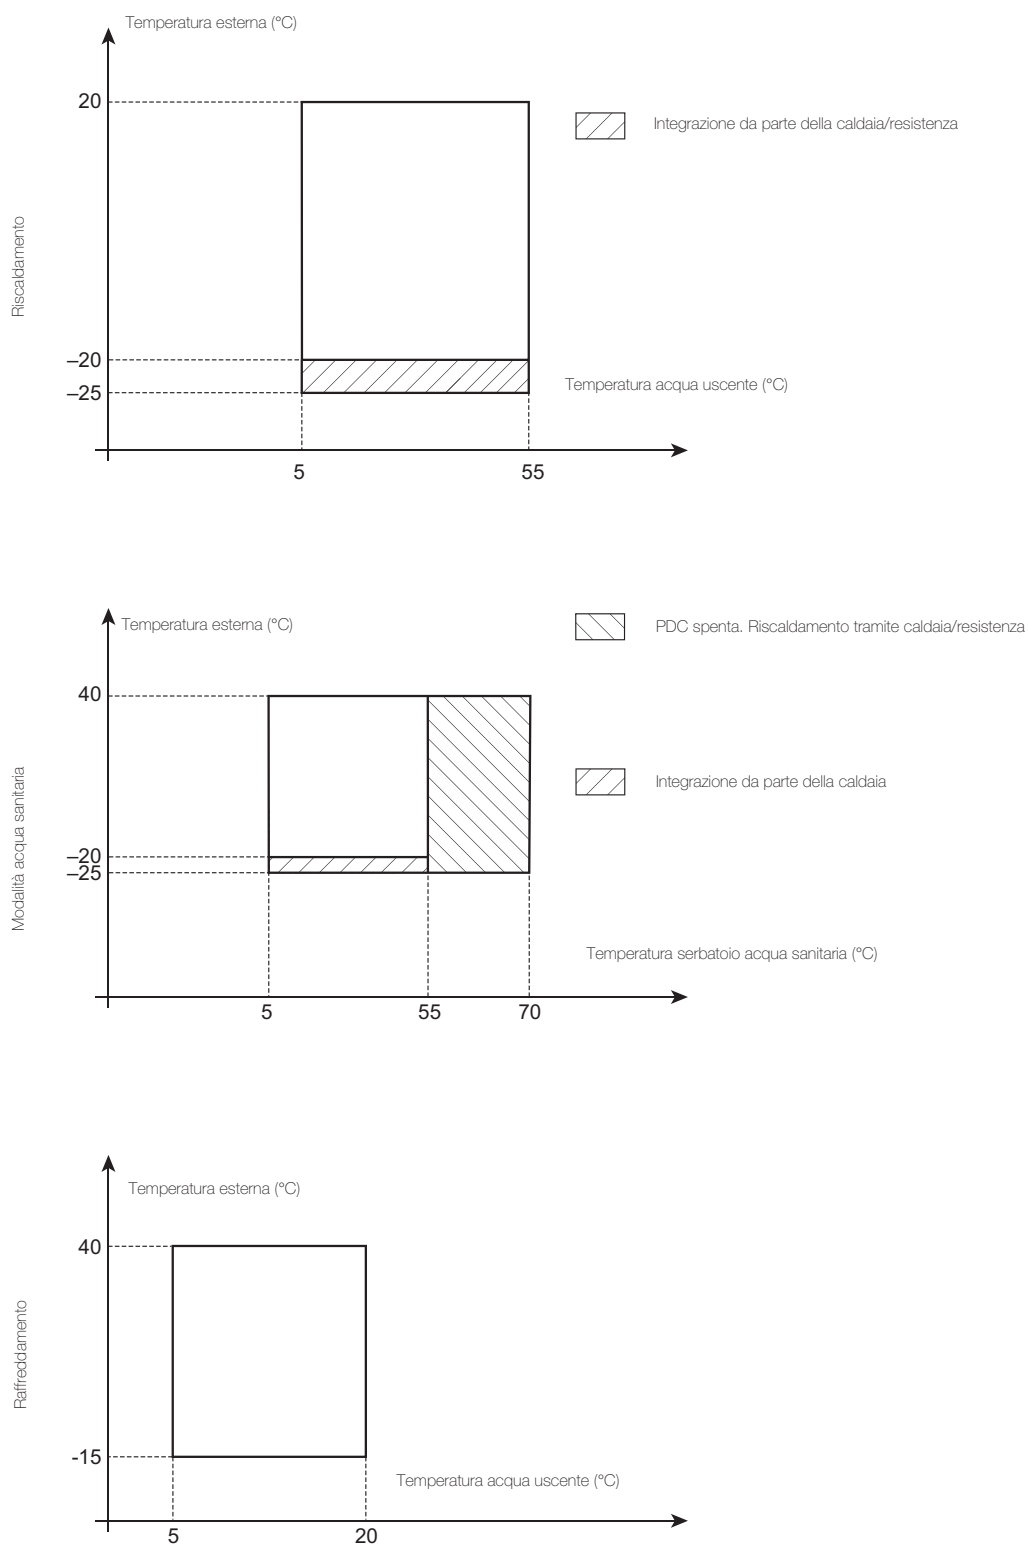 Temperatura esterna (°C)
20
Integrazione da parte della caldaia/resistenza
Riscaldamento
–20
–25
Temperatura acqua uscente (°C)
5
55
Temperatura esterna (°C)
PDC spenta. Riscaldamento tramite caldaia/resistenza
40
Integrazione da parte della caldaia
Modalità acqua sanitaria
–20
–25
Temperatura serbatoio acqua sanitaria (°C)
5
55
70
Temperatura esterna (°C)
40
Raffreddamento
-15
Temperatura acqua uscente (°C)
5
20